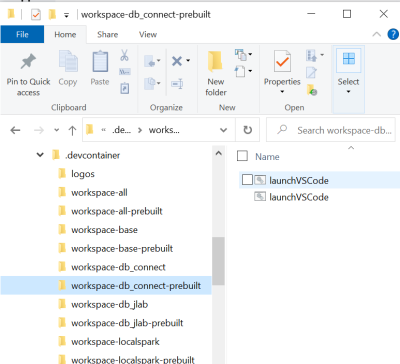 workspace-db_connect-prebuilt
File
Home
Share
View
Pin to Quick access
Copy
Paste
Clipboard
Organize
New folder
New
Properties
Open
Select
« .de... › works...
Search workspace-db...
.devcontainer
logos
workspace-all
workspace-all-prebuilt
workspace-base
workspace-base-prebuilt
workspace-db_connect
workspace-db_connect-prebuilt
workspace-db_jlab
workspace-db_jlab-prebuilt
workspace-localspark
workspace-localspark-prebuilt
Name
launchVSCode
launchVSCode